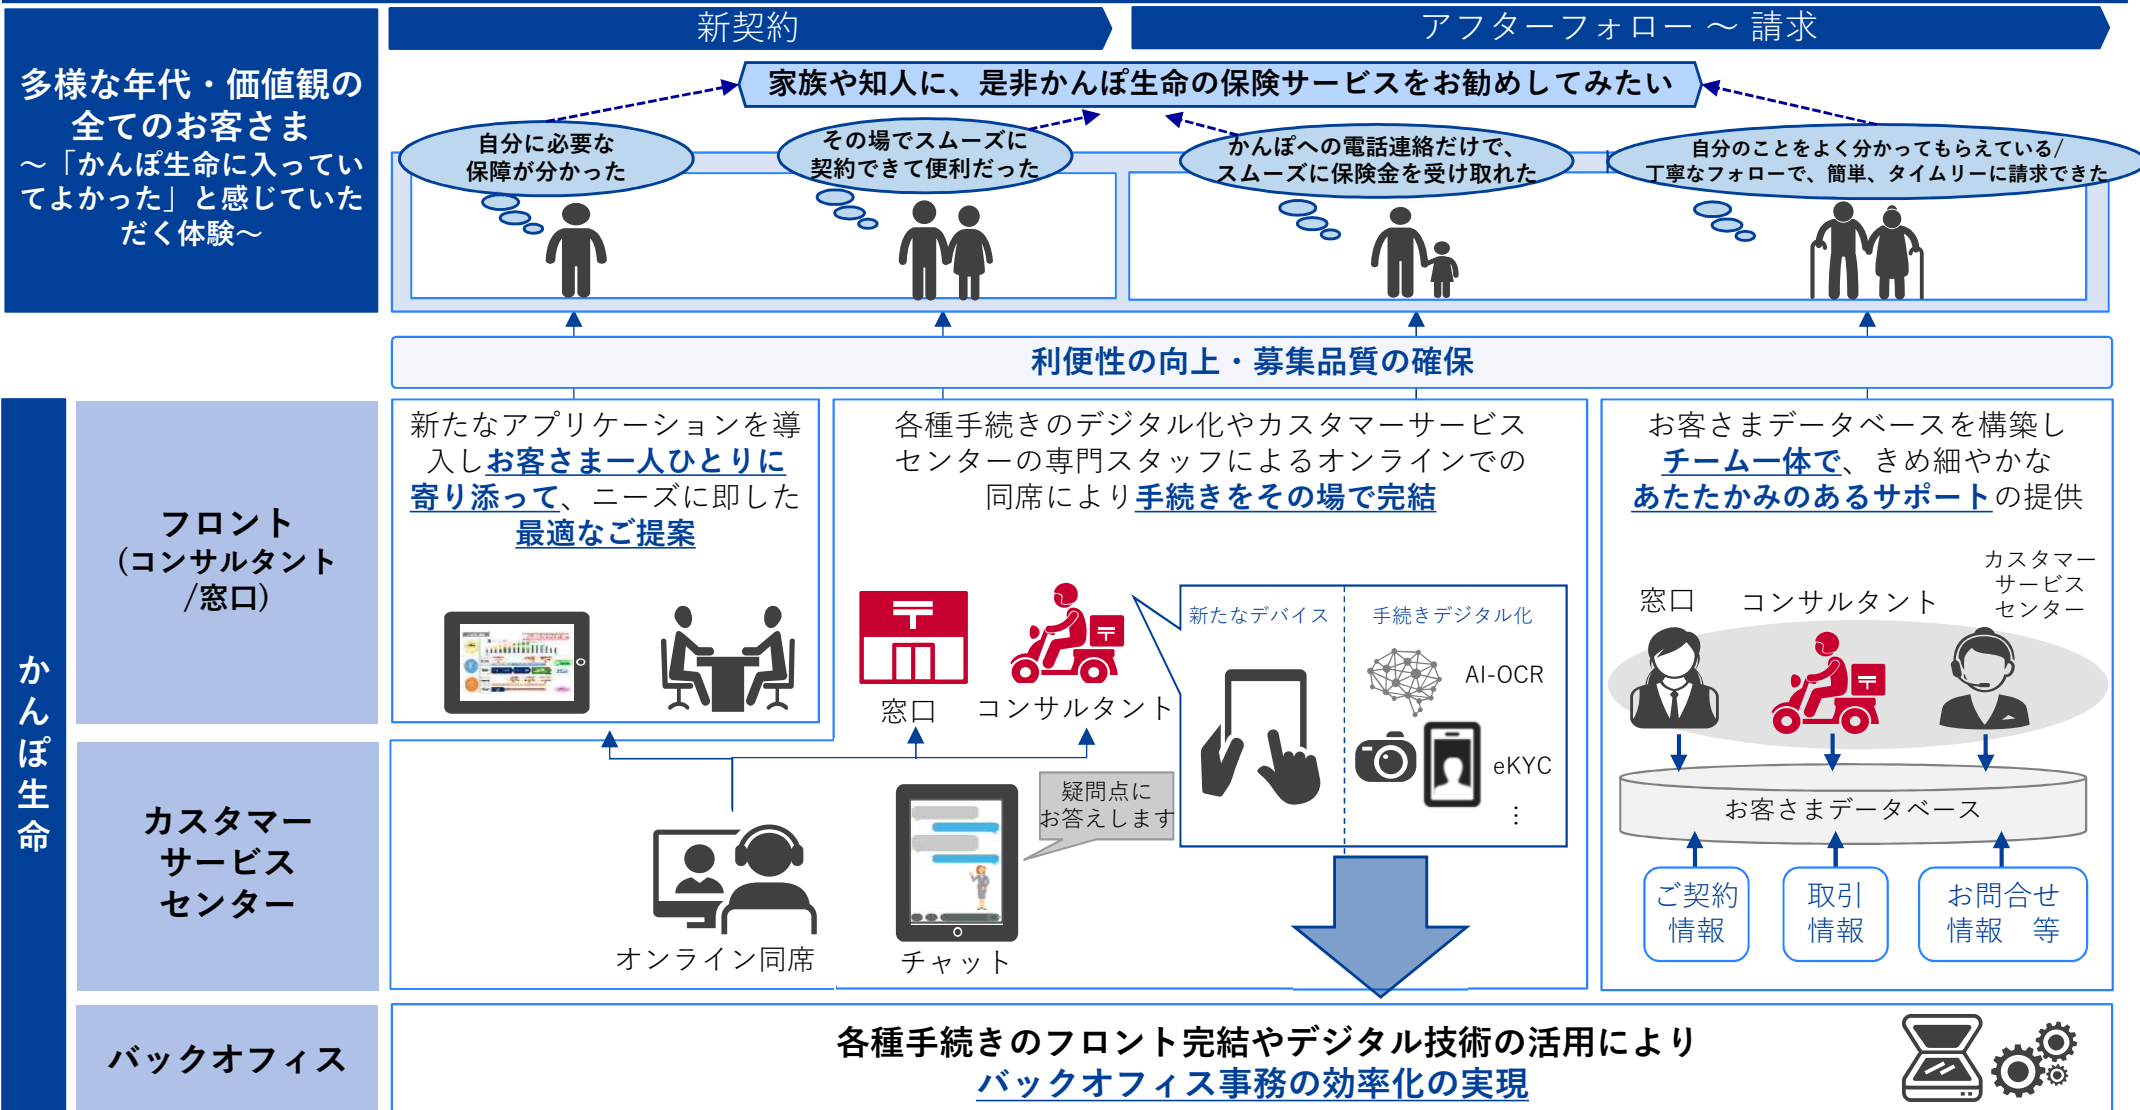 新契約
アフターフォロー ～ 請求
多様な年代・価値観の
全てのお客さま
～「かんぽ生命に入ってい
てよかった」と感じていた
だく体験～
家族や知人に、是非かんぽ生命の保険サービスをお勧めしてみたい
自分に必要な
保障が分かった
その場でスムーズに
契約できて便利だった
かんぽへの電話連絡だけで、
スムーズに保険金を受け取れた
自分のことをよく分かってもらえている/
丁寧なフォローで、簡単、タイムリーに請求できた
利便性の向上・募集品質の確保
かんぽ生命
フロント
(コンサルタント
/窓口)
新たなアプリケーションを導
入しお客さま一人ひとりに
寄り添って、ニーズに即した
最適なご提案
各種手続きのデジタル化やカスタマーサービス
センターの専門スタッフによるオンラインでの
同席により手続きをその場で完結
窓口
コンサルタント
新たなデバイス
手続きデジタル化
AI-OCR
eKYC
⋮
お客さまデータベースを構築し
チーム一体で、きめ細やかな
あたたかみのあるサポートの提供
窓口
コンサルタント
カスタマー
サービス
センター
お客さまデータベース
ご契約
情報
取引
情報
お問合せ
情報　等
カスタマー
サービス
センター
オンライン同席
チャット
疑問点に
お答えします
バックオフィス
各種手続きのフロント完結やデジタル技術の活用により
バックオフィス事務の効率化の実現